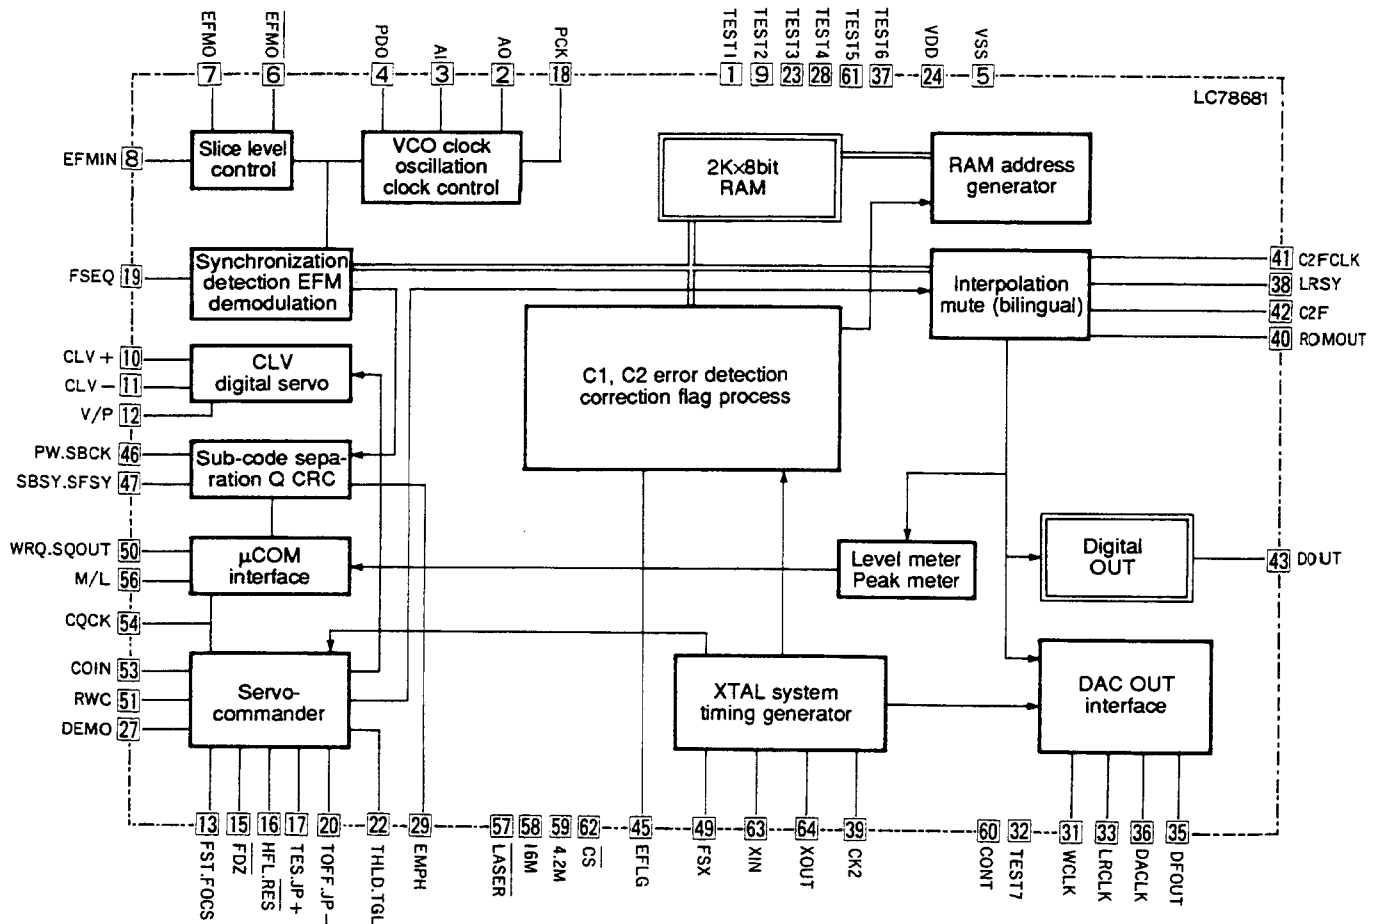 EFMO
EFMO
PDO
AI
AO
PCK
TEST1
TEST2
TEST3
TEST4
TEST5
TEST6
VDD
VSS
7
6
4
3
2
18
1
9
23
28
61
37
24
5
LC78681
EFMIN 8
Slice level
control
VCO clock
oscillation
clock control
2K×8bit
RAM
RAM address
generator
FSEQ 19
Synchronization
detection EFM
demodulation
Interpolation
mute (bilingual)
41 C2FCLK
38 LRSY
42 C2F
40 ROMOUT
CLV+ 10
CLV− 11
V/P 12
CLV
digital servo
C1, C2 error detection
correction flag process
PW.SBCK 46
SBSY.SFSY 47
Sub-code sepa-
ration Q CRC
WRQ.SQOUT 50
M/L 56
μCOM
interface
Level meter
Peak meter
Digital
OUT
43 DOUT
CQCK 54
COIN 53
RWC 51
DEMO 27
Servo-
commander
XTAL system
timing generator
DAC OUT
interface
13
15
16
17
20
22
29
57
58
59
62
45
49
63
64
39
60
32
31
33
36
35
FST.FOCS
FDZ
HFL.RES
TES.JP+
TOFF.JP−
THLD.TGL
EMPH
LASER
16M
4.2M
CS
EFLG
FSX
XIN
XOUT
CK2
CONT
TEST7
WCLK
LRCLK
DACLK
DFOUT